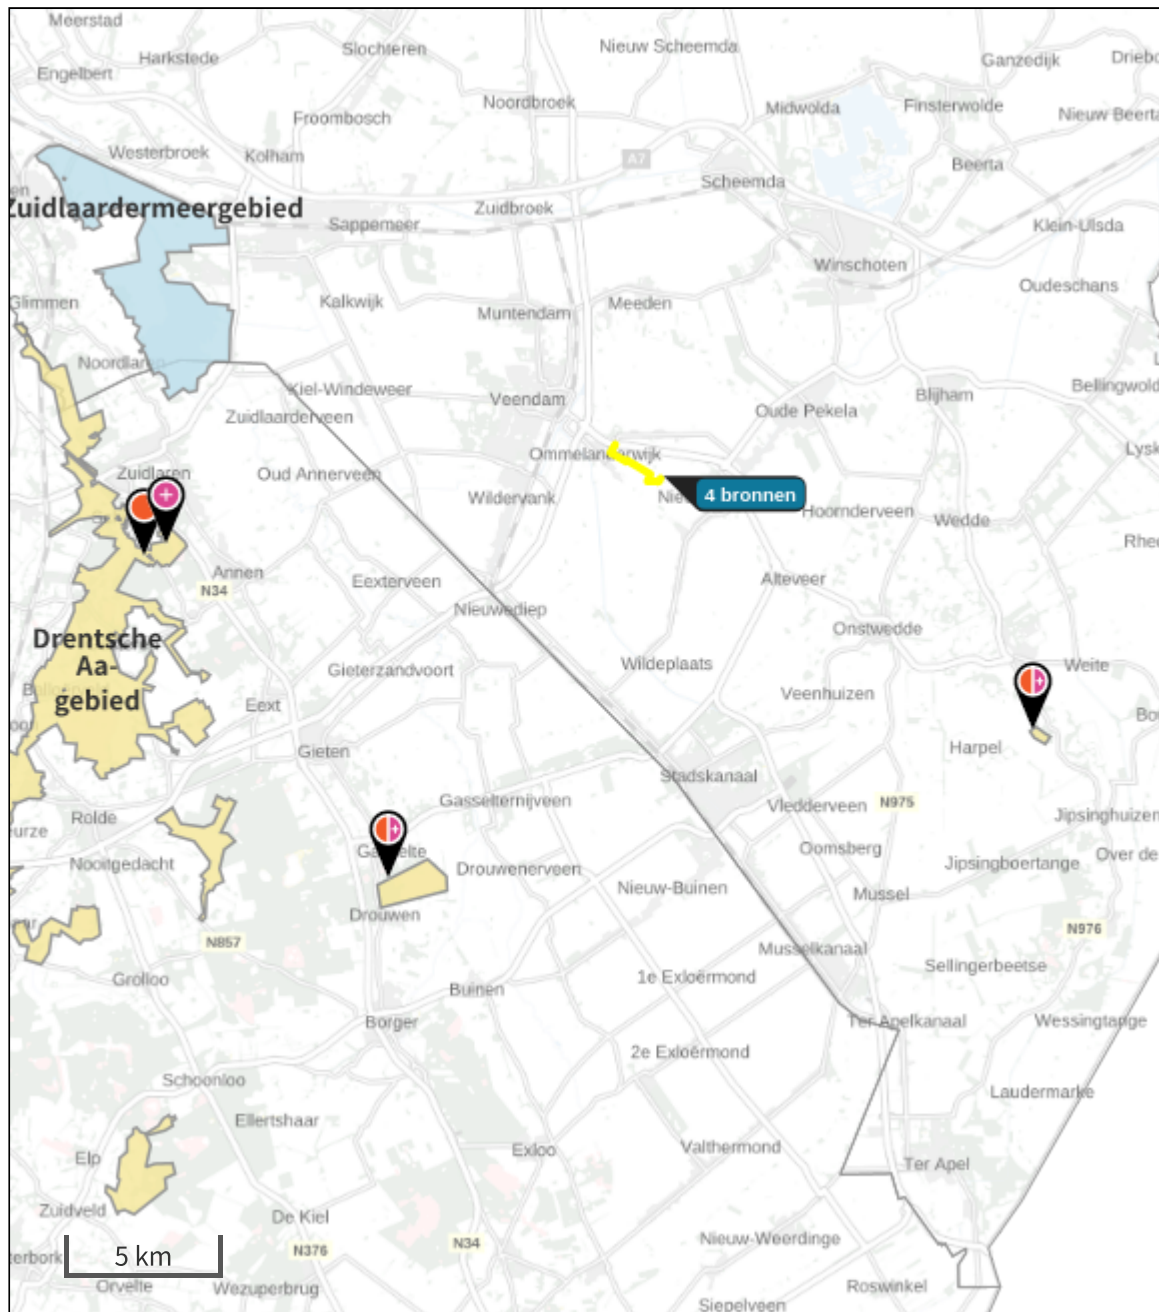 Meerstad
Slochteren
Nieuw Scheemda
Harkstede
Ganzedijk
Engelbert
Noordbroek
Midwolda
Finsterwolde
Froombosch
Westerbroek
Kolham
A7
Beerta
Scheemda
Zuidlaardermeergebied
Zuidbroek
Sappemeer
Klein-Ulsda
Winschoten
Oudeschans
Glimmen
Kalkwijk
Meeden
Muntendam
Noordlaren
Kiel-Windeweer
Veendam
Blijham
Zuidlaarderveen
Oude Pekela
Ommelanderwijk
Zuidlaren
Oud Annerveen
Wildervank
4 bronnen
Hoornderveen
Wedde
Annen
N34
Eexterveen
Alteveer
Nieuwediep
Onstwedde
Drentsche
Aa-
gebied
Gieterzandvoort
Wildeplaats
Weite
Veenhuizen
Eext
Gieten
Harpel
Stadskanaal
Gasselternijveen
Vledderveen
N975
Rolde
Jipsinghuizen
Oomsberg
Nooitgedacht
Gasselte
Drouwenerveen
Jipsingboertange
Over de
Nieuw-Buinen
Mussel
Drouwen
N857
N976
Musselkanaal
Grolloo
1e Exloërmond
Sellingerbeetse
Buinen
Borger
Ter Apelkanaal
Wessingtange
2e Exloërmond
Schoonloo
Laudermarke
Ellertshaar
Elp
Exloo
Valthermond
Ter Apel
Zuidveld
De Kiel
N376
N34
Nieuw-Weerdinge
5 km
Orvelte
Wezuperbrug
Roswinkel
Siepelveen